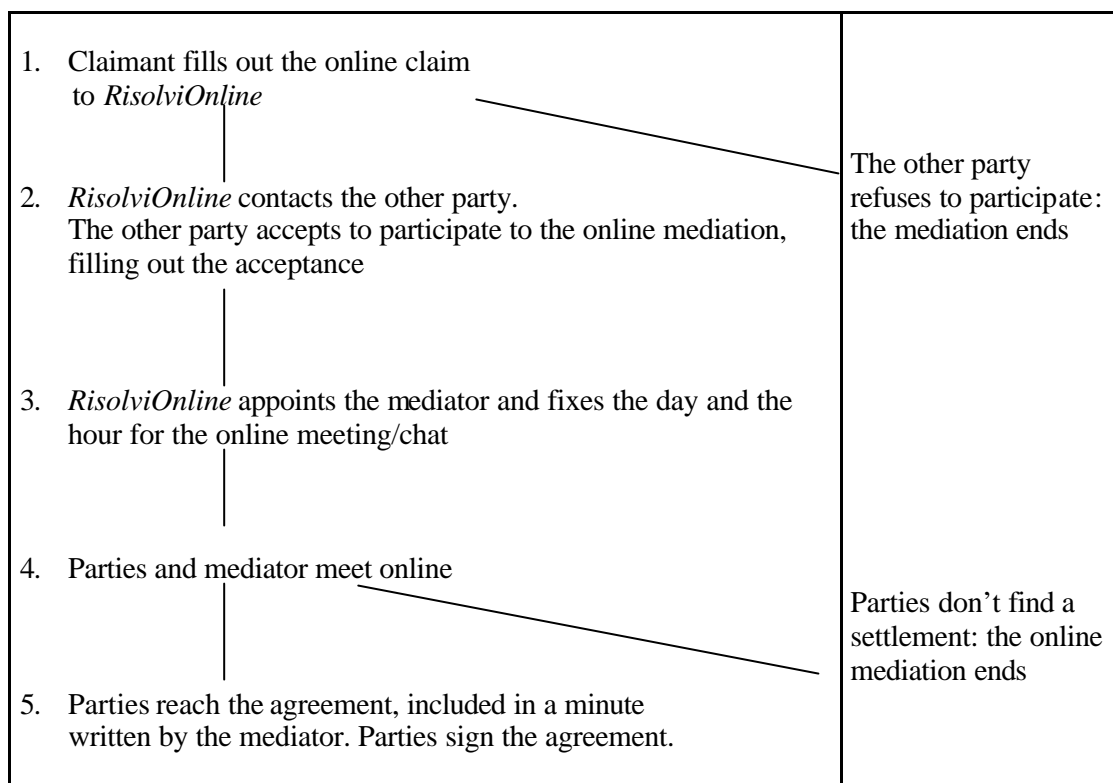 1. Claimant fills out the online claim
to RisolviOnline
2. RisolviOnline contacts the other party.
The other party accepts to participate to the online mediation,
filling out the acceptance
3. RisolviOnline appoints the mediator and fixes the day and the
hour for the online meeting/chat
4. Parties and mediator meet online
5. Parties reach the agreement, included in a minute
written by the mediator. Parties sign the agreement.
The other party
refuses to participate:
the mediation ends
Parties don’t find a
settlement: the online
mediation ends